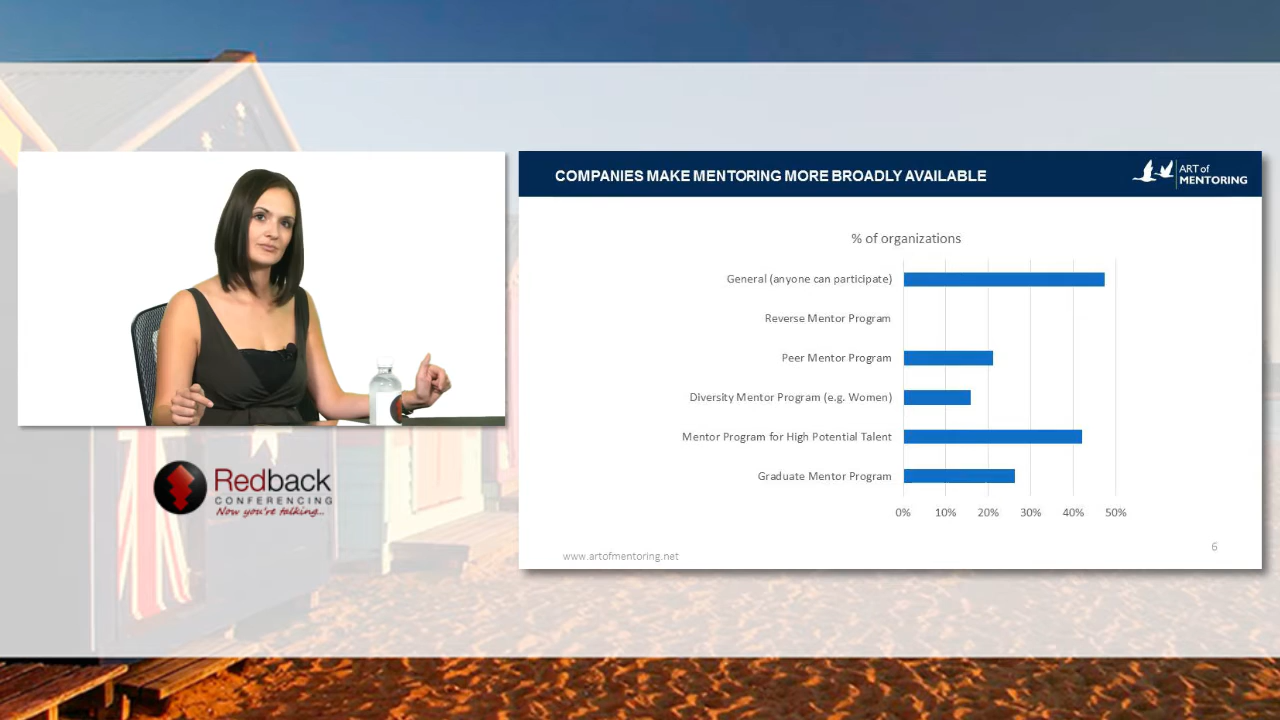 COMPANIES MAKE MENTORING MORE BROADLY AVAILABLE
ART of
MENTORING
% of organizations
General (anyone can participate)
Reverse Mentor Program
Peer Mentor Program
Diversity Mentor Program (e.g. Women)
Mentor Program for High Potential Talent
Graduate Mentor Program
0% 10% 20% 30% 40% 50%
www.artofmentoring.net
6
Redback
CONFERENCING
Now you're talking...